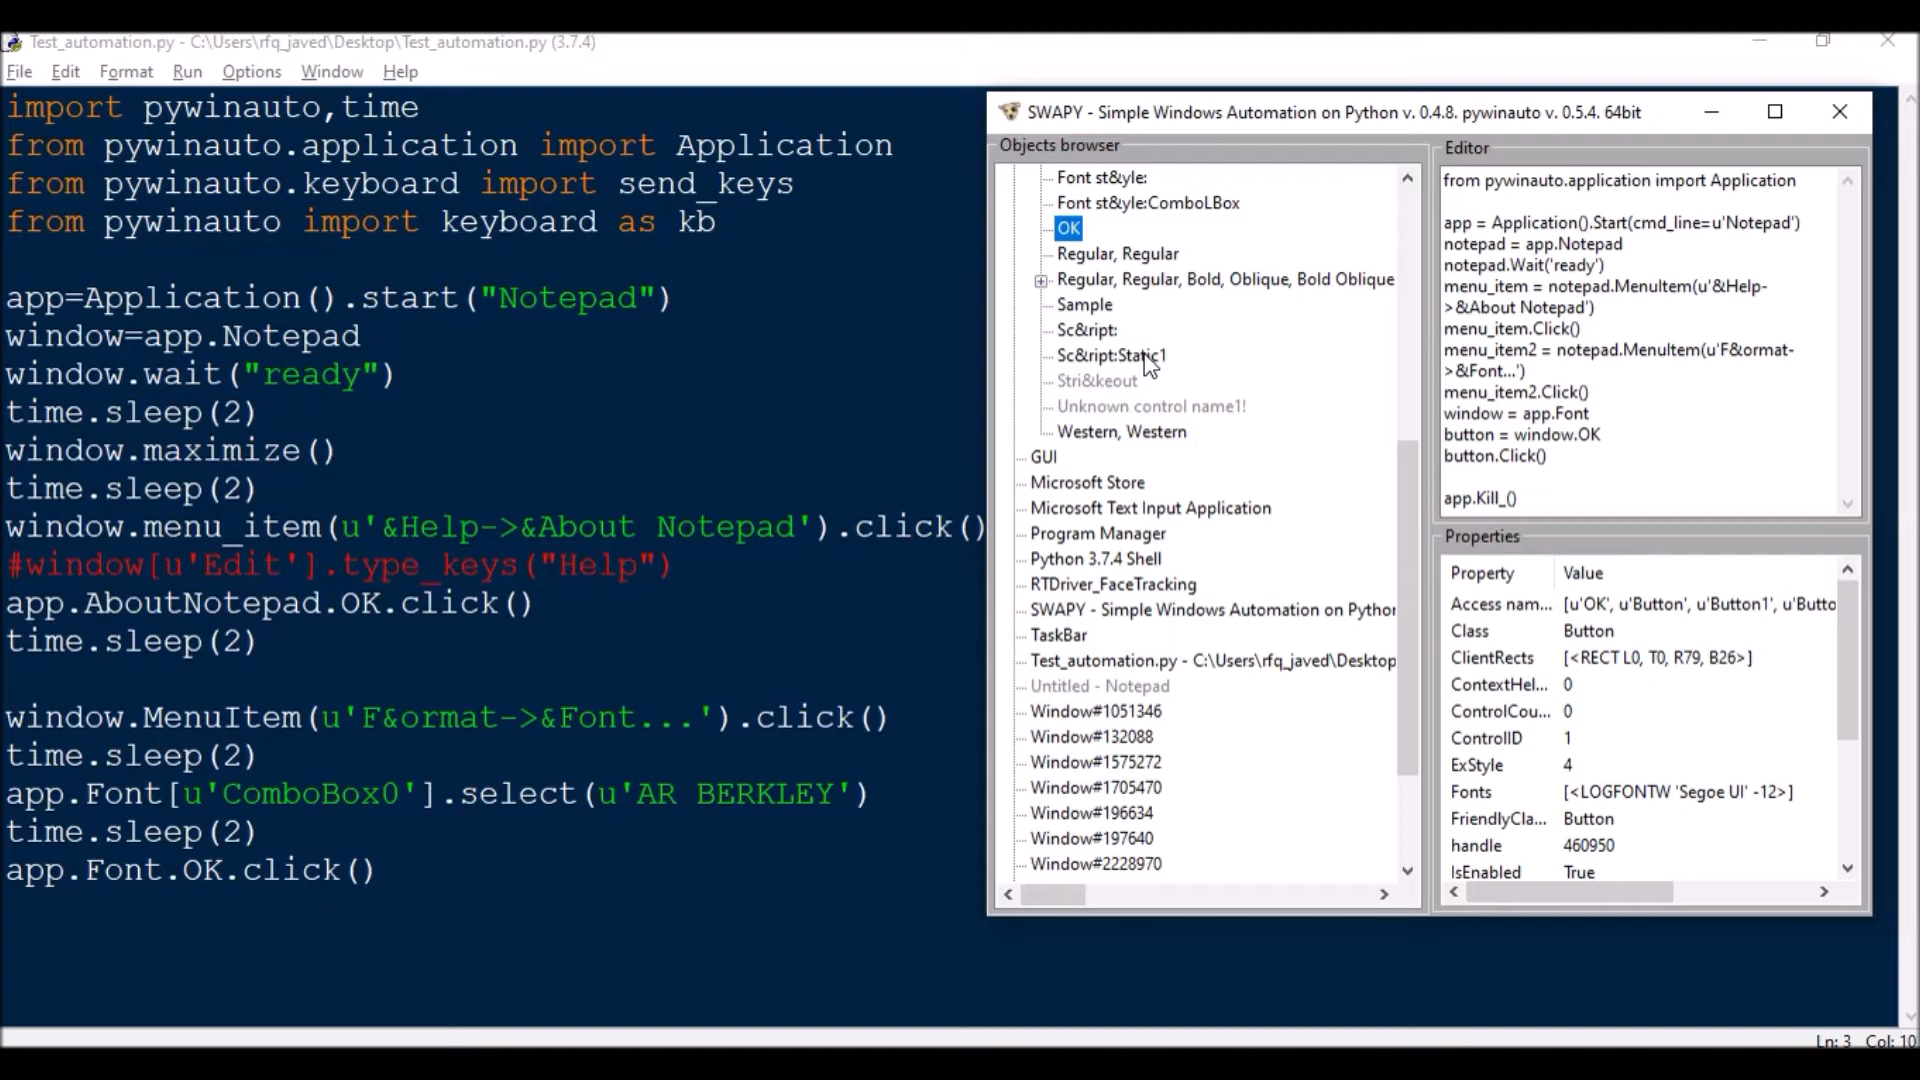 Test_automation.py - C:\Users\rfq_javed\Desktop\Test_automation.py (3.7.4)
File Edit Format Run Options Window Help
import pywinauto,time
from pywinauto.application import Application
from pywinauto.keyboard import send_keys
from pywinauto import keyboard as kb
app=Application().start("Notepad")
window=app.Notepad
window.wait("ready")
time.sleep(2)
window.maximize()
time.sleep(2)
window.menu_item(u'&Help->&About Notepad').click()
#window[u'Edit'].type_keys("Help")
app.AboutNotepad.OK.click()
time.sleep(2)
window.MenuItem(u'F&ormat->&Font...').click()
time.sleep(2)
app.Font[u'ComboBox0'].select(u'AR BERKLEY')
time.sleep(2)
app.Font.OK.click()
SWAPY - Simple Windows Automation on Python v. 0.4.8. pywinauto v. 0.5.4. 64bit
Objects browser
Font st&yle:
Font st&yle:ComboLBox
OK
Regular, Regular
Regular, Regular, Bold, Oblique, Bold Oblique
Sample
Sc&ript:
Sc&ript:Static1
Stri&keout
Unknown control name1!
Western, Western
GUI
Microsoft Store
Microsoft Text Input Application
Program Manager
Python 3.7.4 Shell
RTDriver_FaceTracking
SWAPY - Simple Windows Automation on Python
TaskBar
Test_automation.py - C:\Users\rfq_javed\Desktop
Untitled - Notepad
Window#1051346
Window#132088
Window#1575272
Window#1705470
Window#196634
Window#197640
Window#2228970
Editor
from pywinauto.application import Application
app = Application().Start(cmd_line=u'Notepad')
notepad = app.Notepad
notepad.Wait('ready')
menu_item = notepad.MenuItem(u'&Help-
>&About Notepad')
menu_item.Click()
menu_item2 = notepad.MenuItem(u'F&ormat-
>&Font...')
menu_item2.Click()
window = app.Font
button = window.OK
button.Click()
app.Kill_()
Properties
Property Value
Access nam... [u'OK', u'Button', u'Button1', u'Butto
Class Button
ClientRects [<RECT L0, T0, R79, B26>]
ContextHel... 0
ControlCou... 0
ControlID 1
ExStyle 4
Fonts [<LOGFONTW 'Segoe UI' -12>]
FriendlyCla... Button
handle 460950
IsEnabled True
Ln: 3 Col: 10